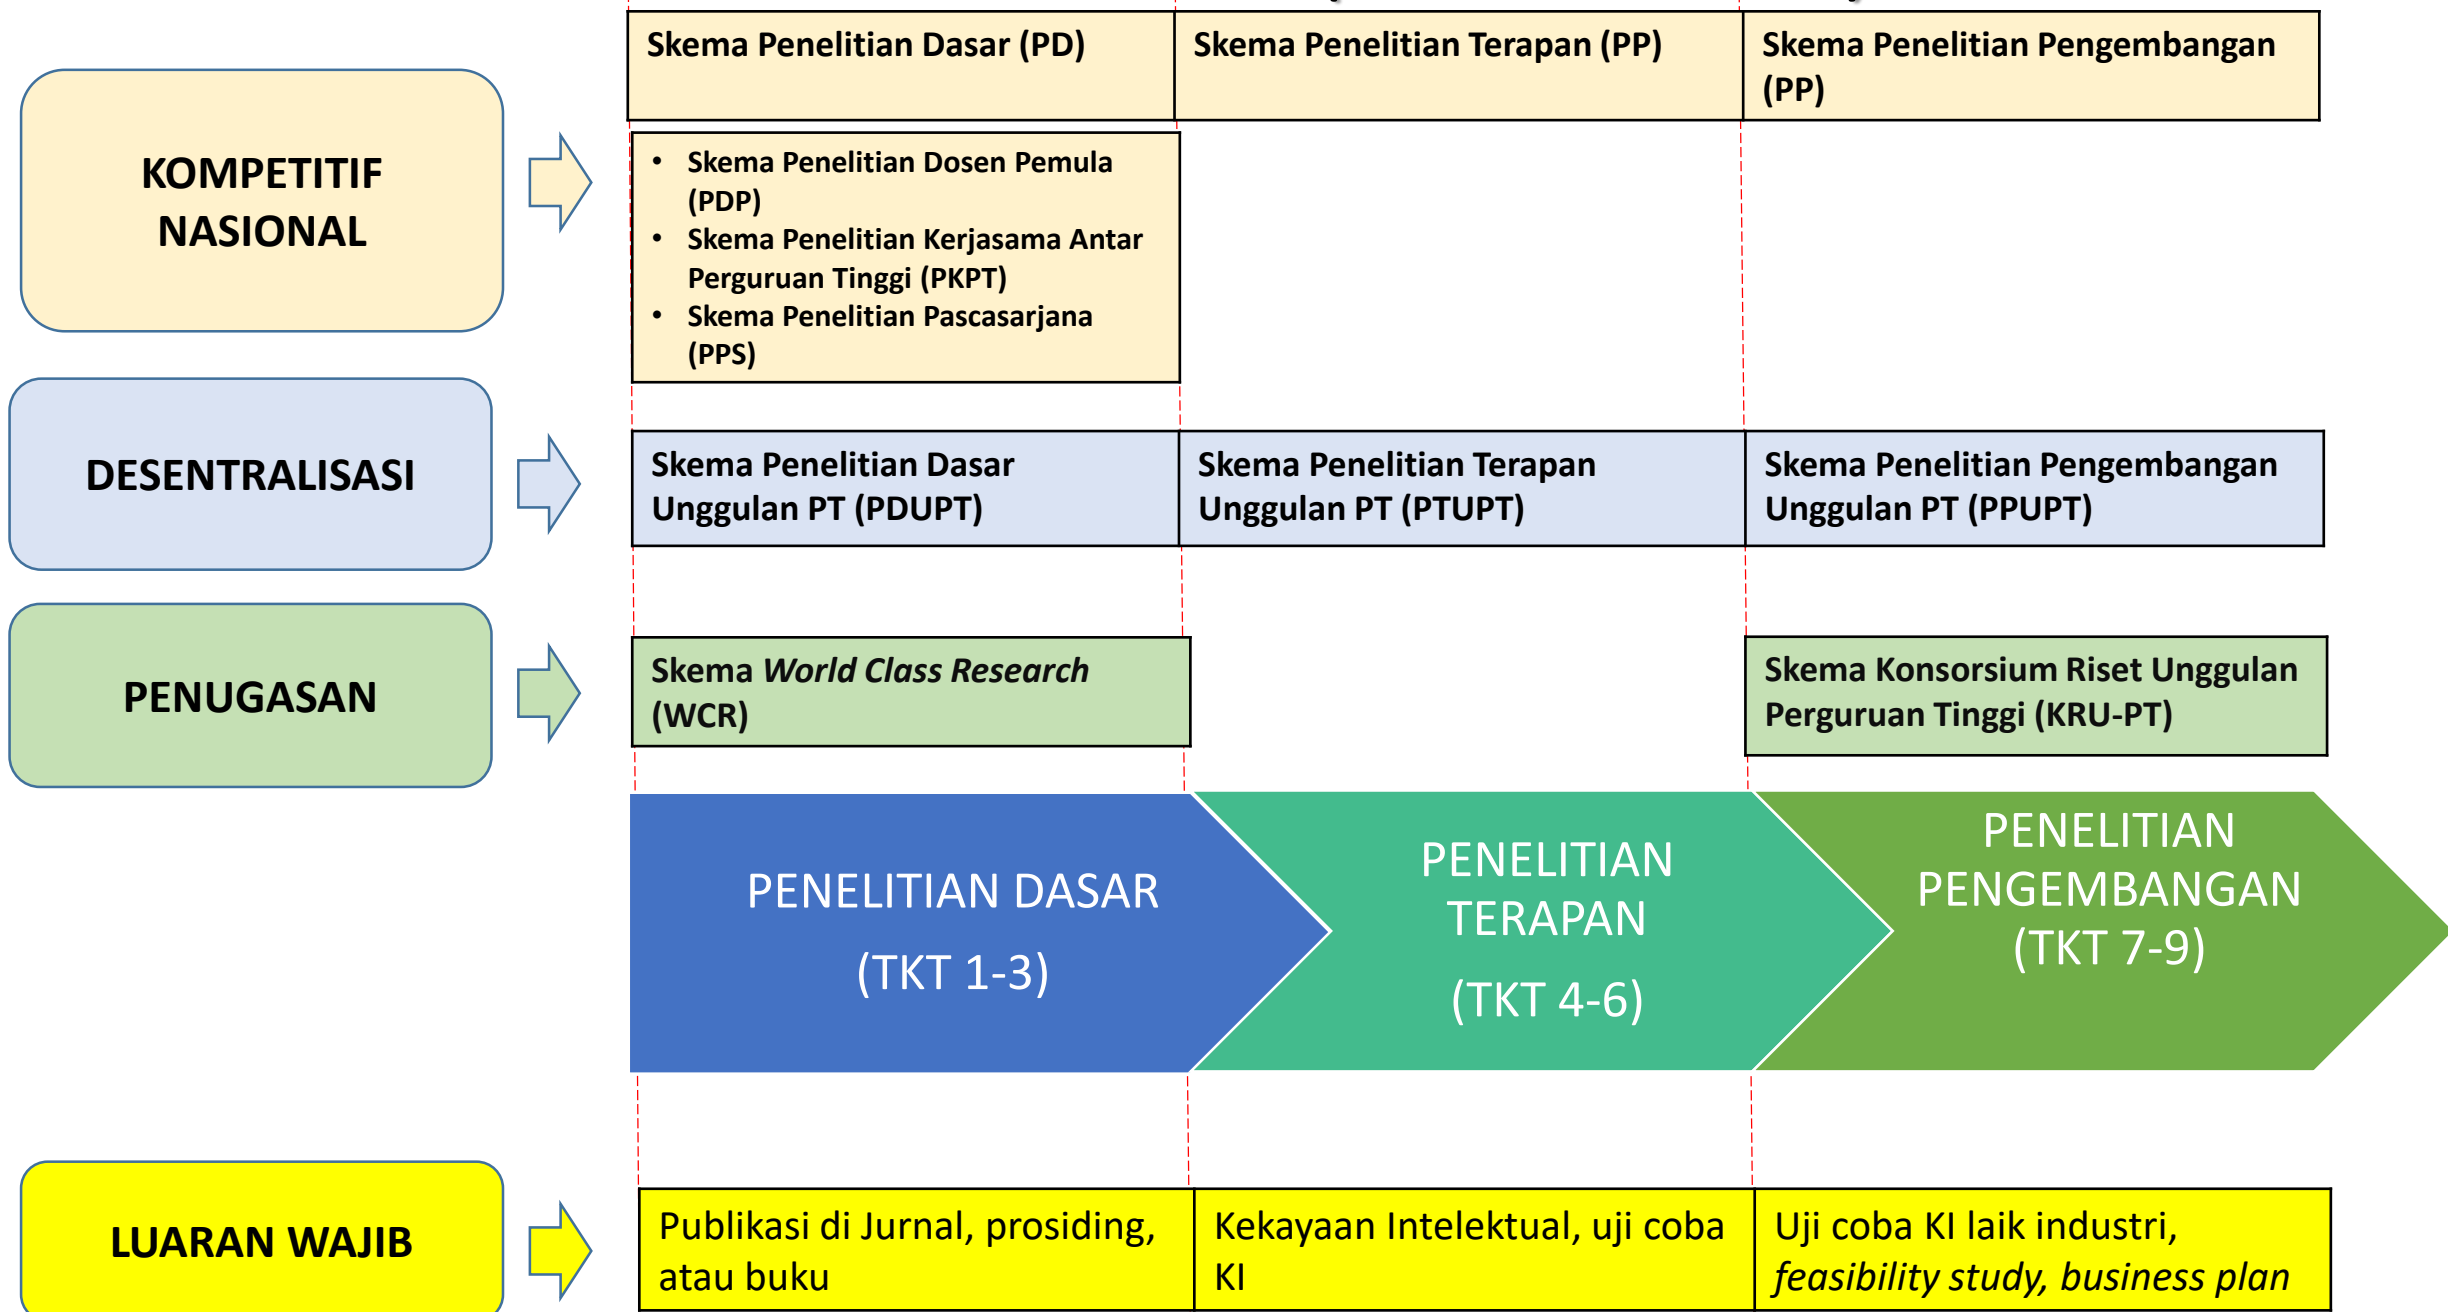 Skema Penelitian Dasar (PD)
Skema Penelitian Terapan (PP)
Skema Penelitian Pengembangan
(PP)
KOMPETITIF
NASIONAL
• Skema Penelitian Dosen Pemula
(PDP)
• Skema Penelitian Kerjasama Antar
Perguruan Tinggi (PKPT)
• Skema Penelitian Pascasarjana
(PPS)
DESENTRALISASI
Skema Penelitian Dasar
Unggulan PT (PDUPT)
Skema Penelitian Terapan
Unggulan PT (PTUPT)
Skema Penelitian Pengembangan
Unggulan PT (PPUPT)
PENUGASAN
Skema World Class Research
(WCR)
Skema Konsorsium Riset Unggulan
Perguruan Tinggi (KRU-PT)
PENELITIAN DASAR
(TKT 1-3)
PENELITIAN
TERAPAN
(TKT 4-6)
PENELITIAN
PENGEMBANGAN
(TKT 7-9)
LUARAN WAJIB
Publikasi di Jurnal, prosiding,
atau buku
Kekayaan Intelektual, uji coba
KI
Uji coba KI laik industri,
feasibility study, business plan